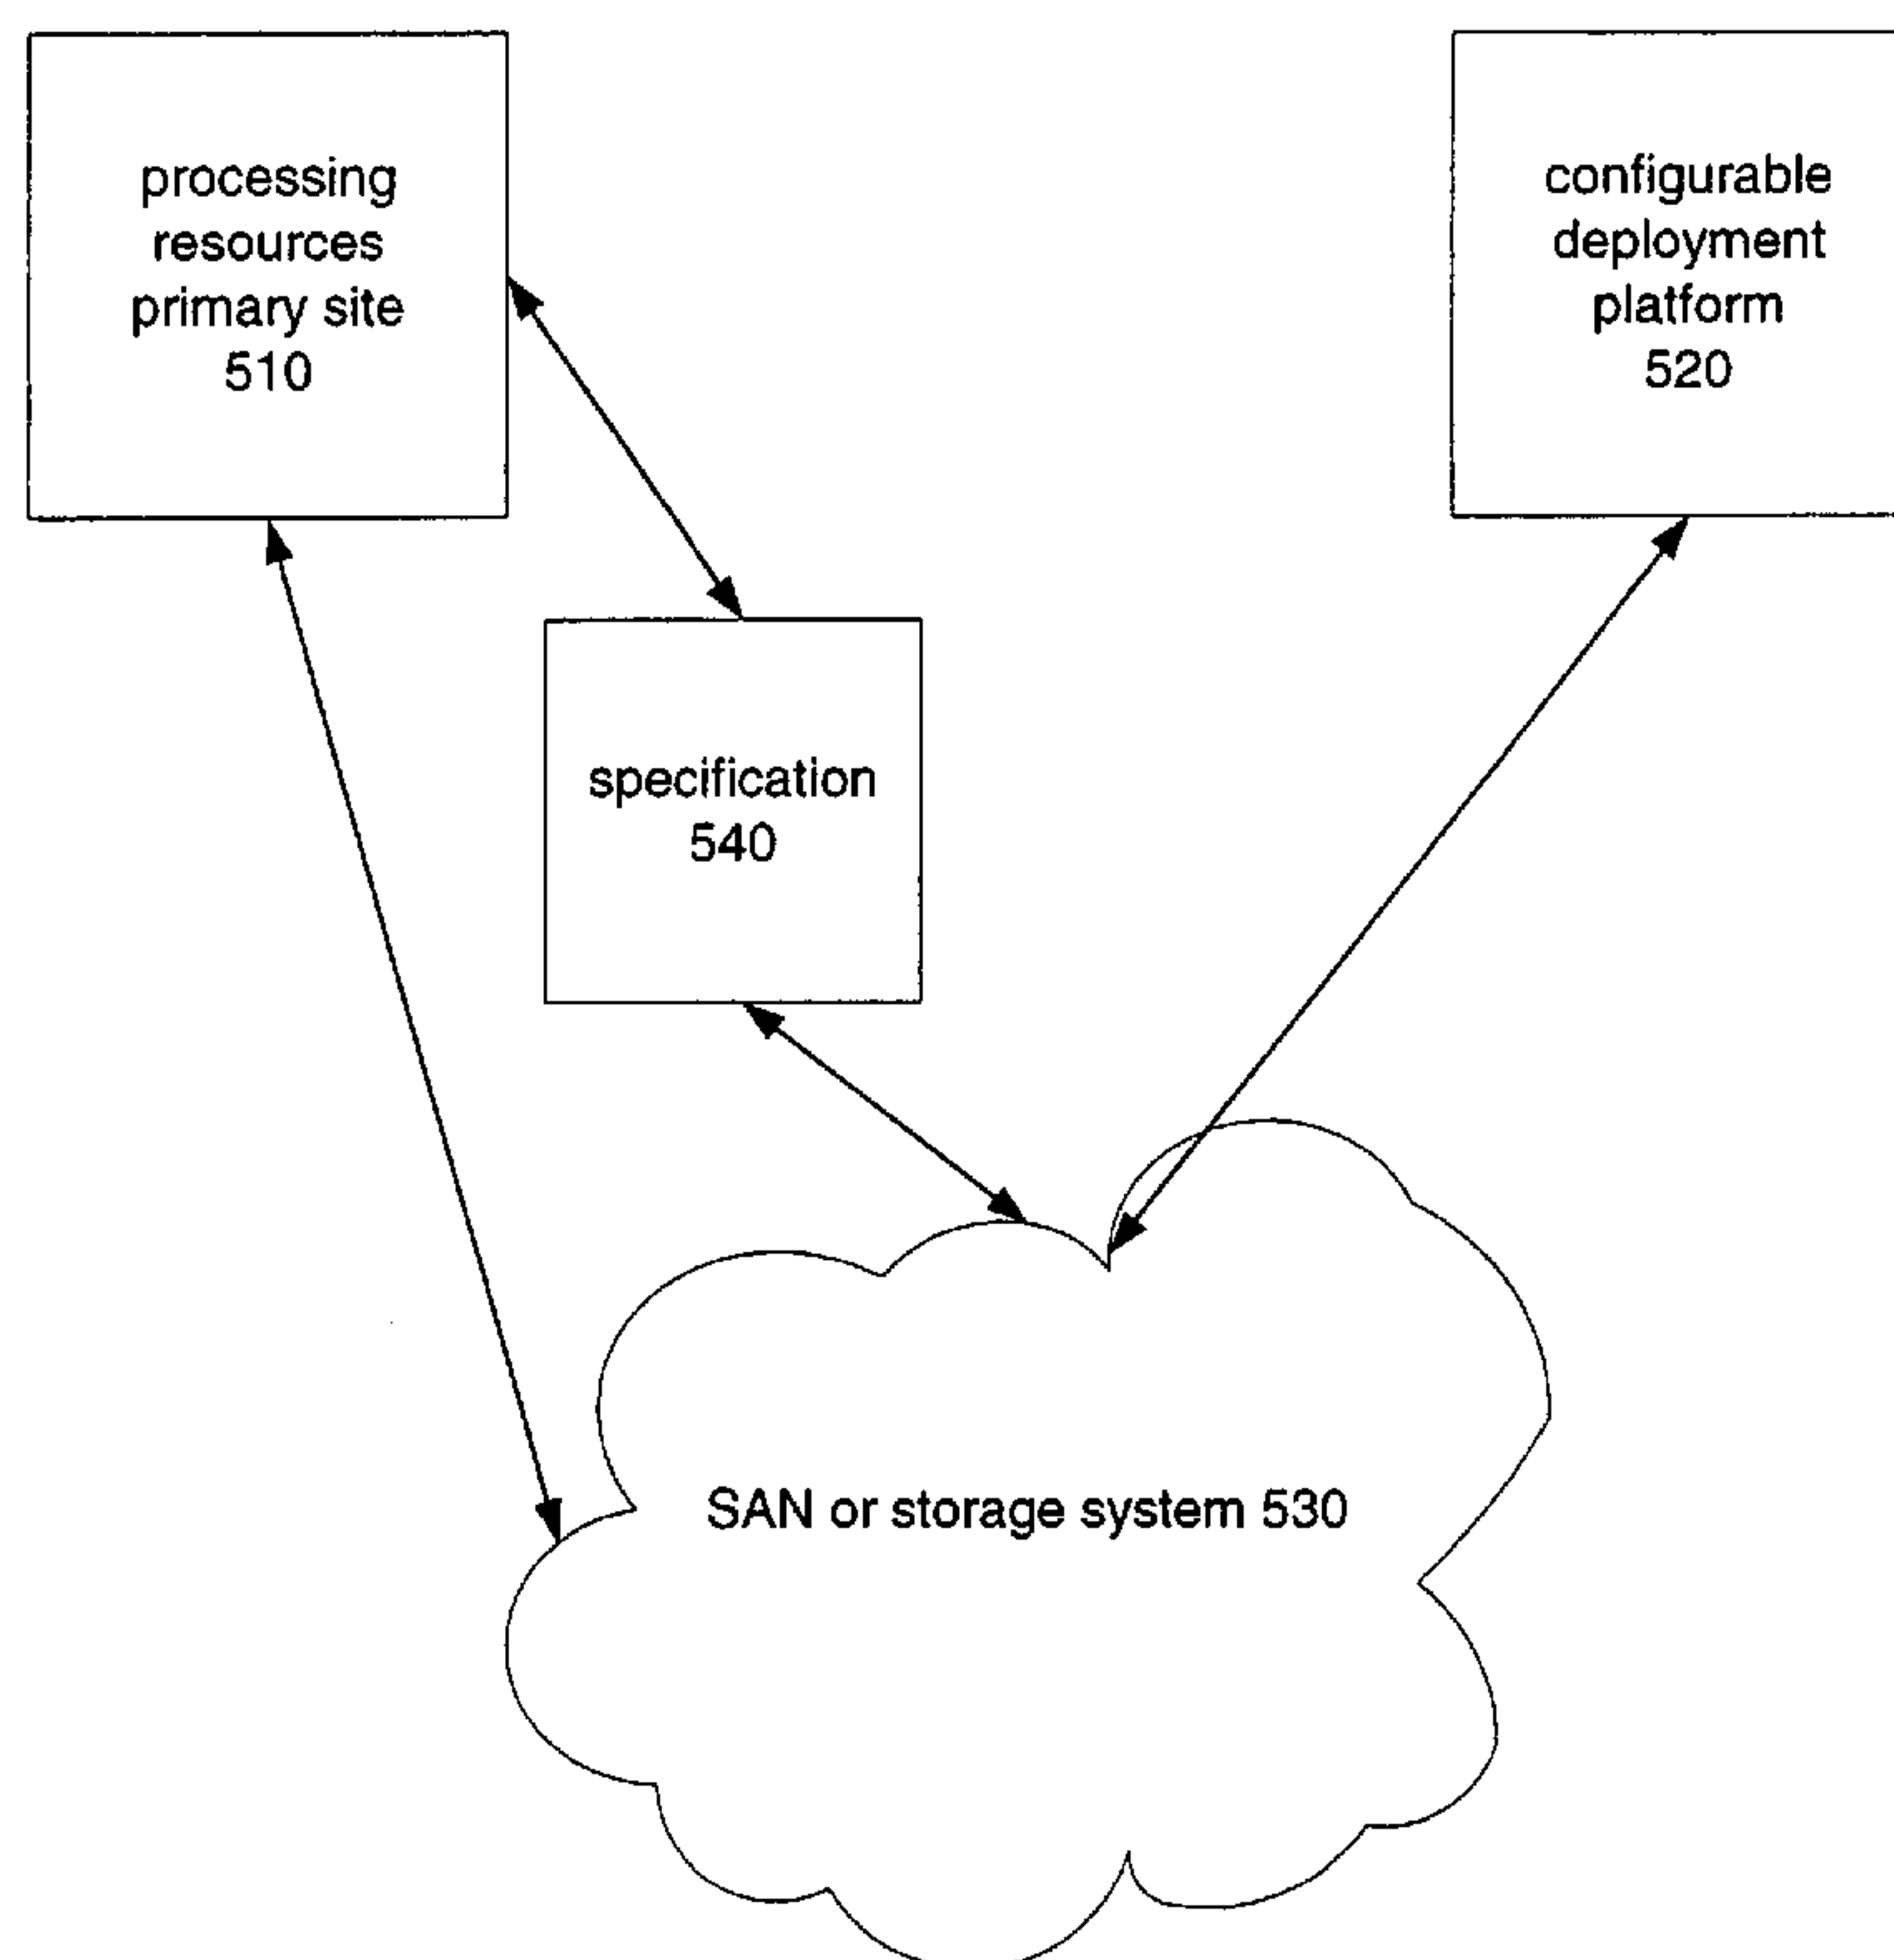 processing
resources
primary site
510
configurable
deployment
platform
520
specification
540
SAN or storage system 530